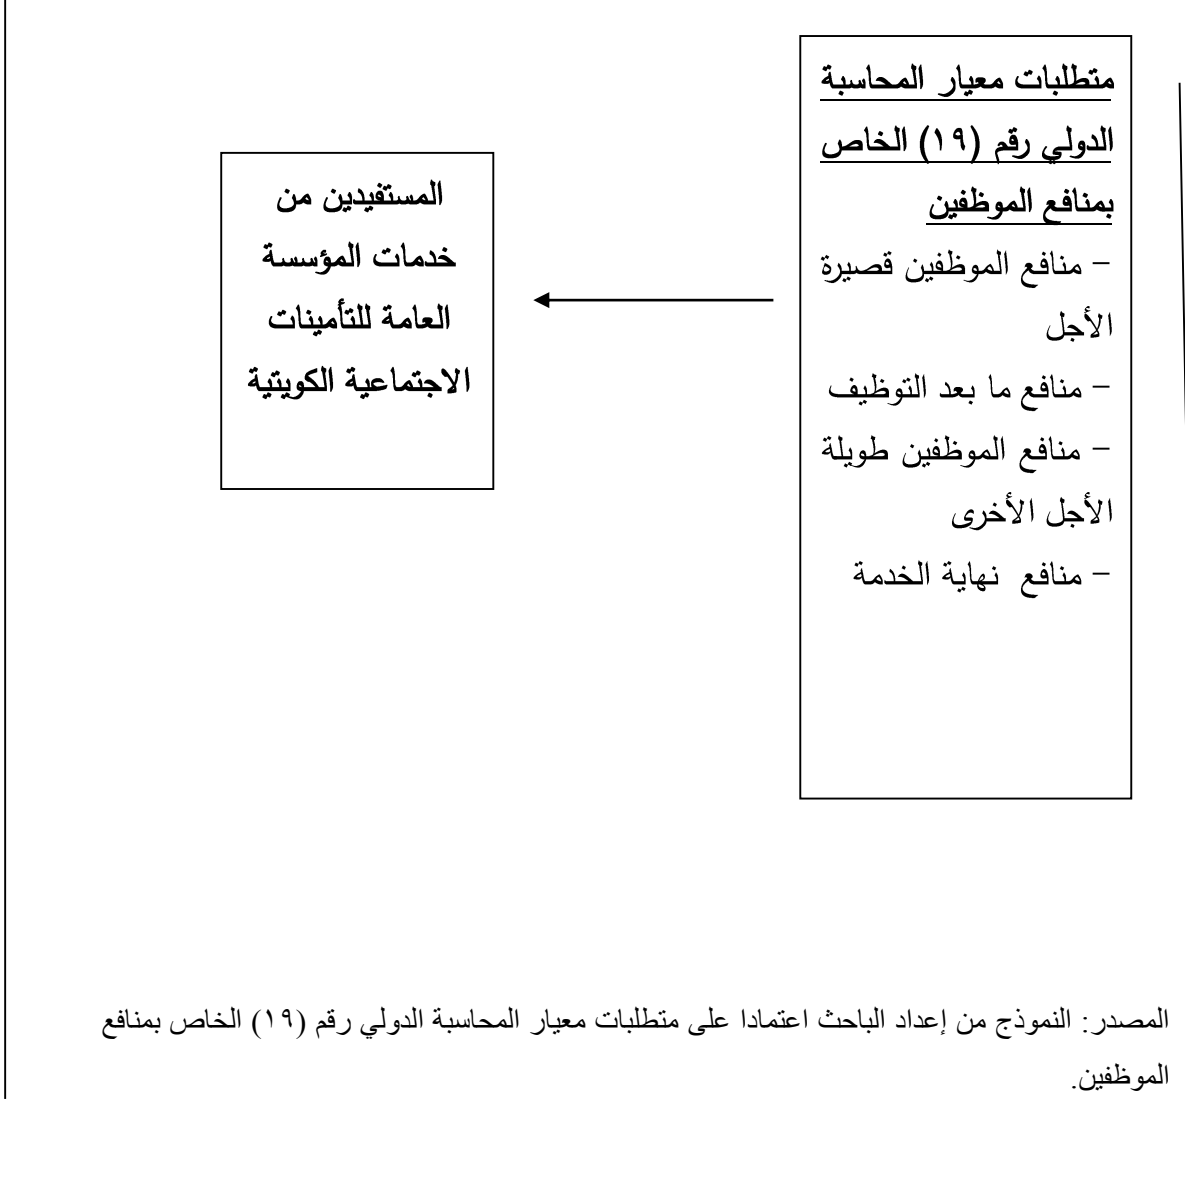 متطلبات معيار المحاسبة
الدولي رقم (١٩) الخاص
بمنافع الموظفين
– منافع الموظفين قصيرة
الأجل
– منافع ما بعد التوظيف
– منافع الموظفين طويلة
الأجل الأخرى
– منافع نهاية الخدمة
المستفيدين من
خدمات المؤسسة
العامة للتأمينات
الاجتماعية الكويتية
المصدر: النموذج من إعداد الباحث اعتمادا على متطلبات معيار المحاسبة الدولي رقم (١٩) الخاص بمنافع
الموظفين.